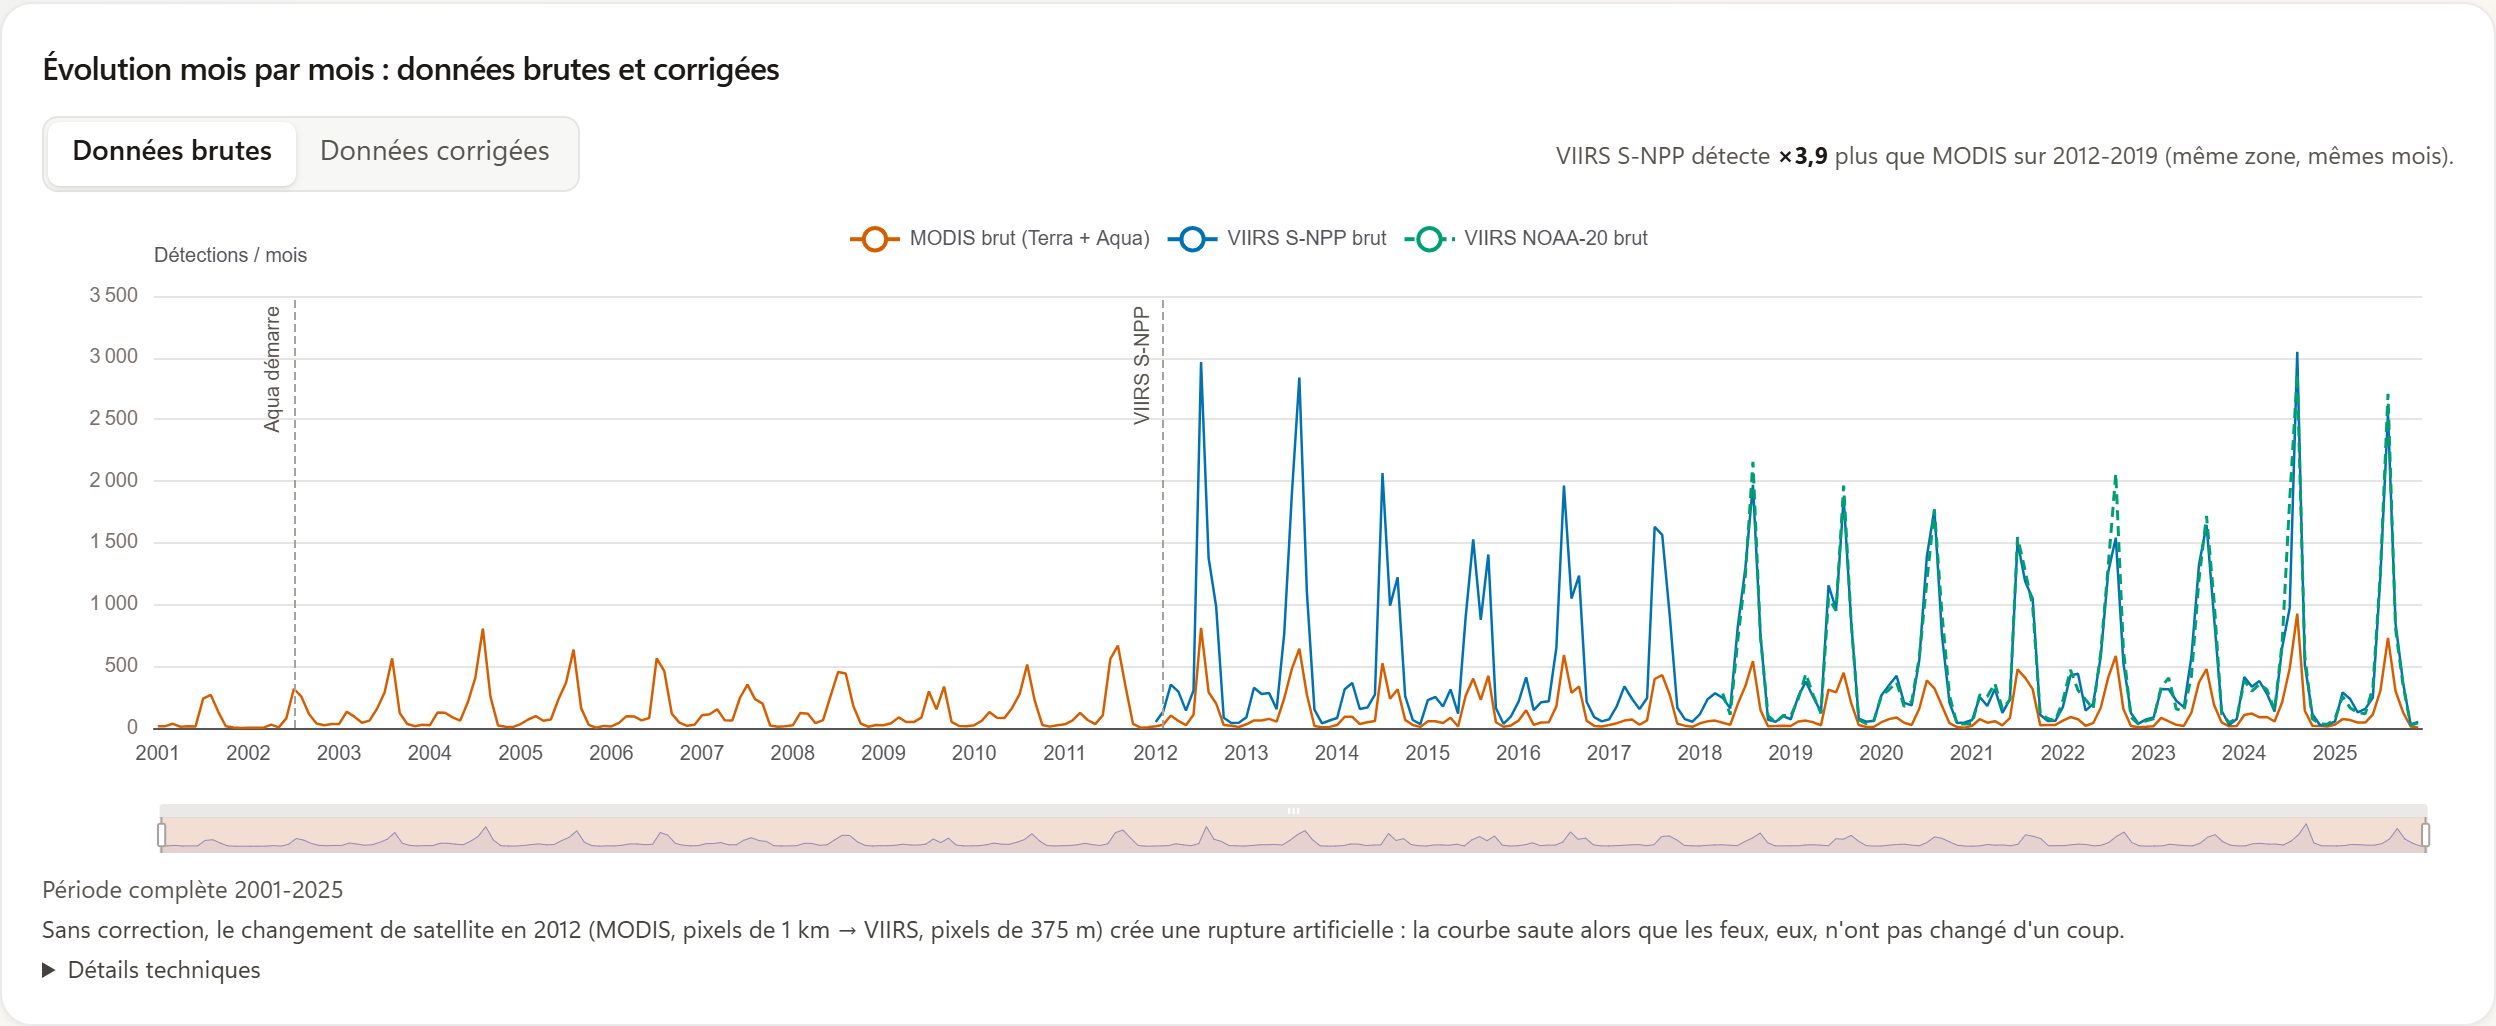 Évolution mois par mois : données brutes et corrigées
Données brutes
Données corrigées
VIIRS S-NPP détecte ×3,9 plus que MODIS sur 2012-2019 (même zone, mêmes mois).
MODIS brut (Terra + Aqua)
VIIRS S-NPP brut
VIIRS NOAA-20 brut
Détections / mois
3 500
3 000
2 500
2 000
1 500
1 000
500
0
Aqua démarre
VIIRS S-NPP
2001 2002 2003 2004 2005 2006 2007 2008 2009 2010 2011 2012 2013 2014 2015 2016 2017 2018 2019 2020 2021 2022 2023 2024 2025
Période complète 2001-2025
Sans correction, le changement de satellite en 2012 (MODIS, pixels de 1 km → VIIRS, pixels de 375 m) crée une rupture artificielle : la courbe saute alors que les feux, eux, n'ont pas changé d'un coup.
▶ Détails techniques